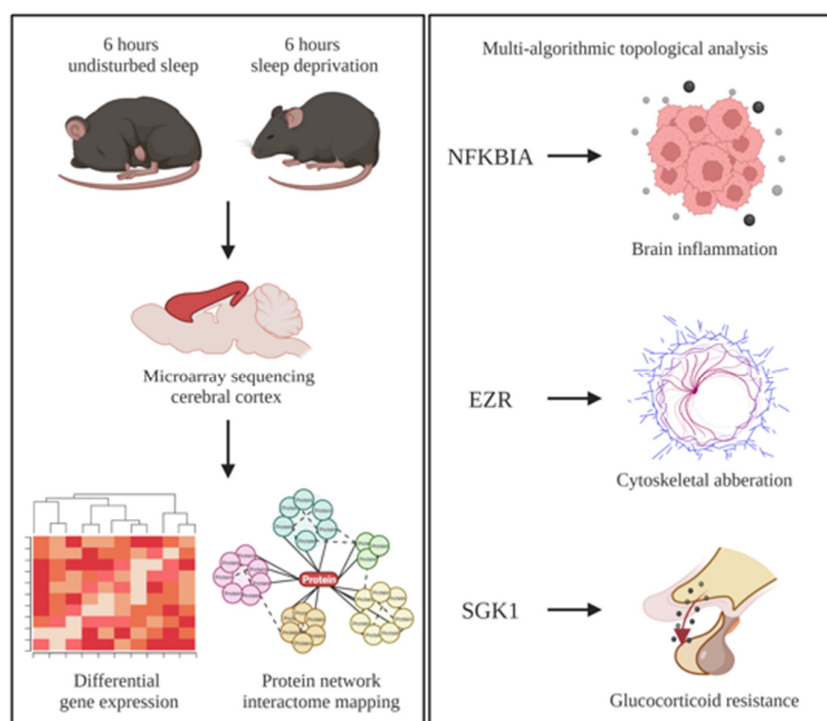 6 hours
undisturbed sleep
6 hours
sleep deprivation
Microarray sequencing
cerebral cortex
Protein
Differential
gene expression
Protein network
interactome mapping
Multi-algorithmic topological analysis
NFKBIA
Brain inflammation
EZR
Cytoskeletal abberation
SGK1
Glucocorticoid resistance